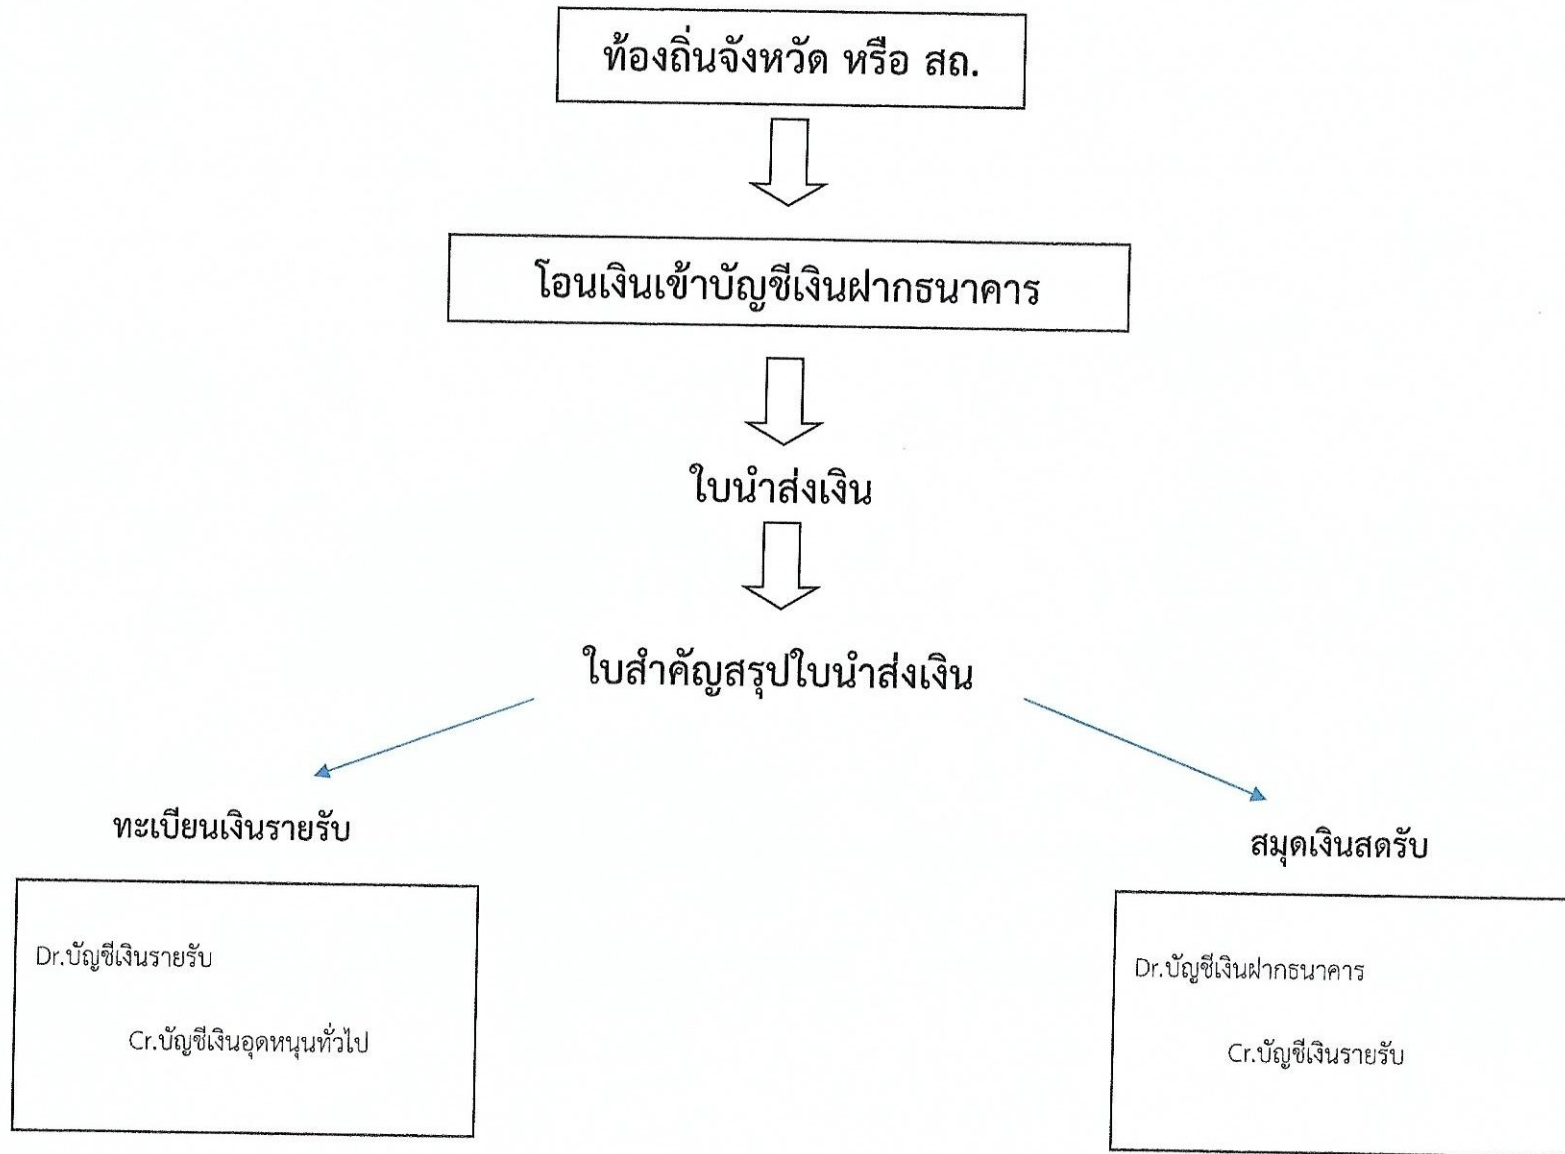 ท้องถิ่นจังหวัด หรือ สถ.
โอนเงินเข้าบัญชีเงินฝากธนาคาร
ใบนำส่งเงิน
ใบสำคัญสรุปใบนำส่งเงิน
ทะเบียนเงินรายรับ
Dr.บัญชีเงินรายรับ
Cr.บัญชีเงินอุดหนุนทั่วไป
สมุดเงินสดรับ
Dr.บัญชีเงินฝากธนาคาร
Cr.บัญชีเงินรายรับ